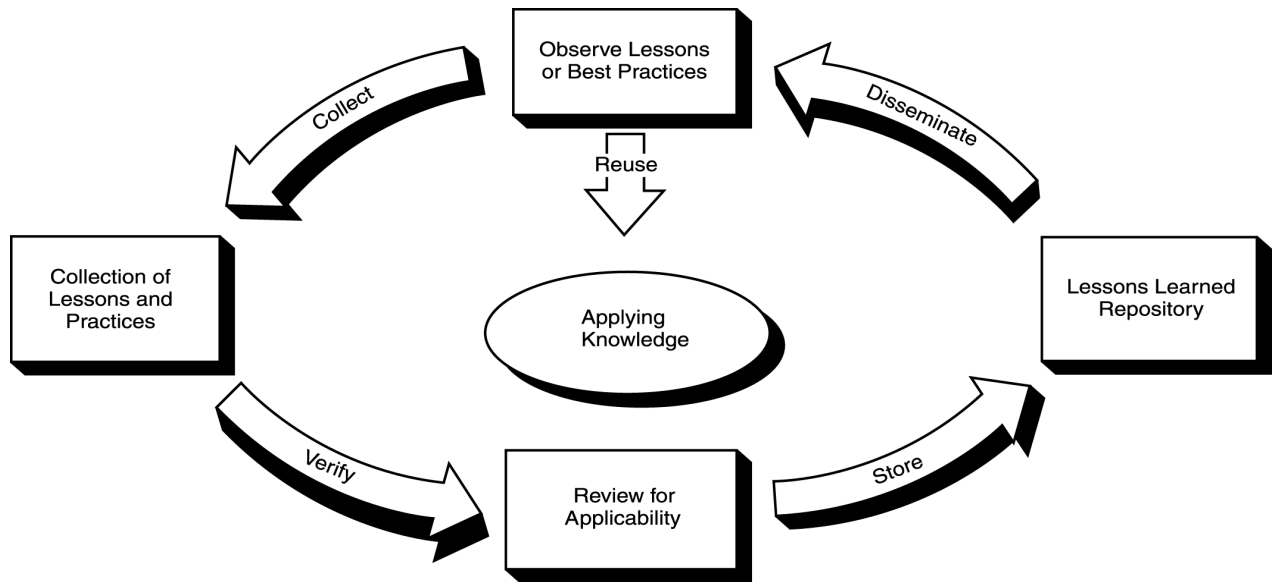 Observe Lessons
or Best Practices
Collect
Disseminate
Reuse
Collection of
Lessons and
Practices
Applying
Knowledge
Lessons Learned
Repository
Verify
Review for
Applicability
Store